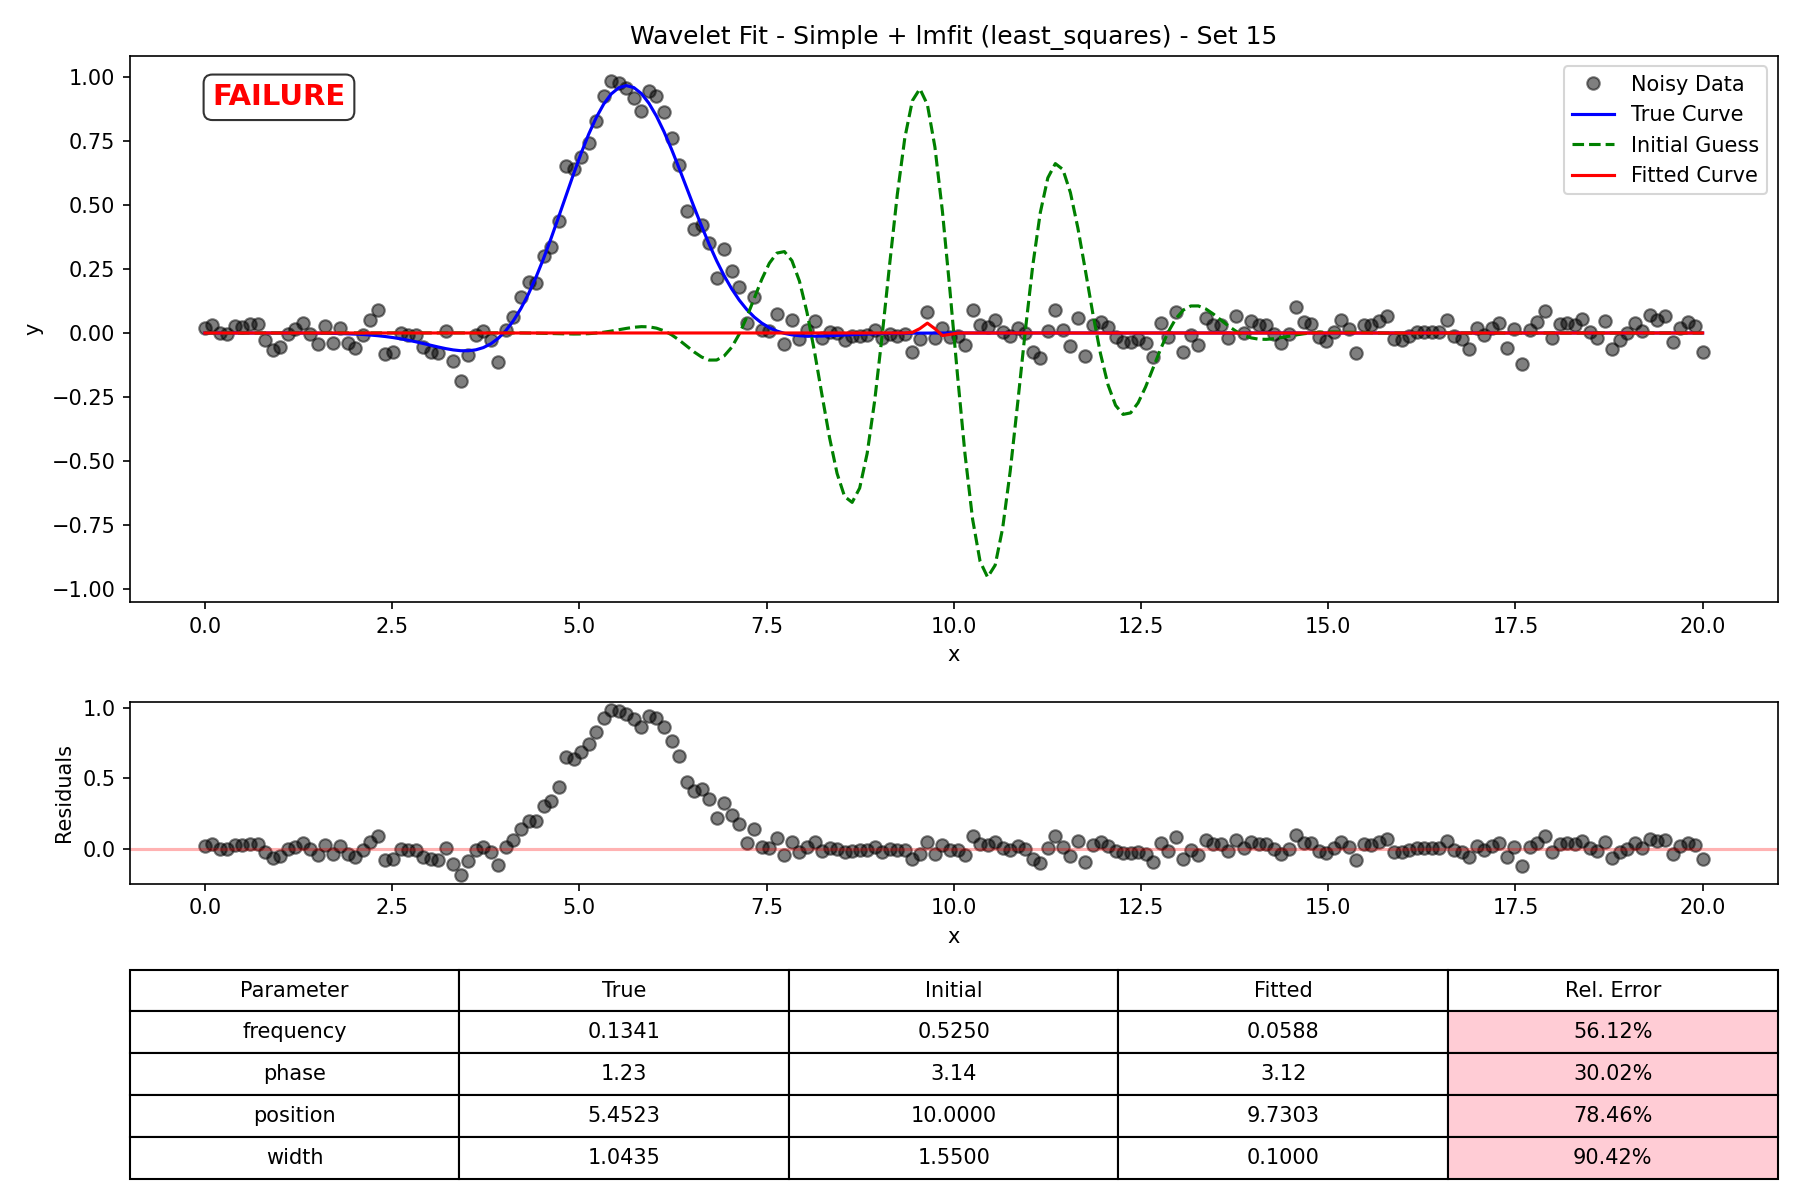 Wavelet Fit - Simple + lmfit (least_squares) - Set 15
FAILURE
Noisy Data
True Curve
Initial Guess
Fitted Curve
1.00
0.75
0.50
0.25
0.00
−0.25
−0.50
−0.75
−1.00
y
0.0 2.5 5.0 7.5 10.0 12.5 15.0 17.5 20.0
x
1.0
0.5
0.0
Residuals
0.0 2.5 5.0 7.5 10.0 12.5 15.0 17.5 20.0
x
Parameter True Initial Fitted Rel. Error
frequency 0.1341 0.5250 0.0588 56.12%
phase 1.23 3.14 3.12 30.02%
position 5.4523 10.0000 9.7303 78.46%
width 1.0435 1.5500 0.1000 90.42%